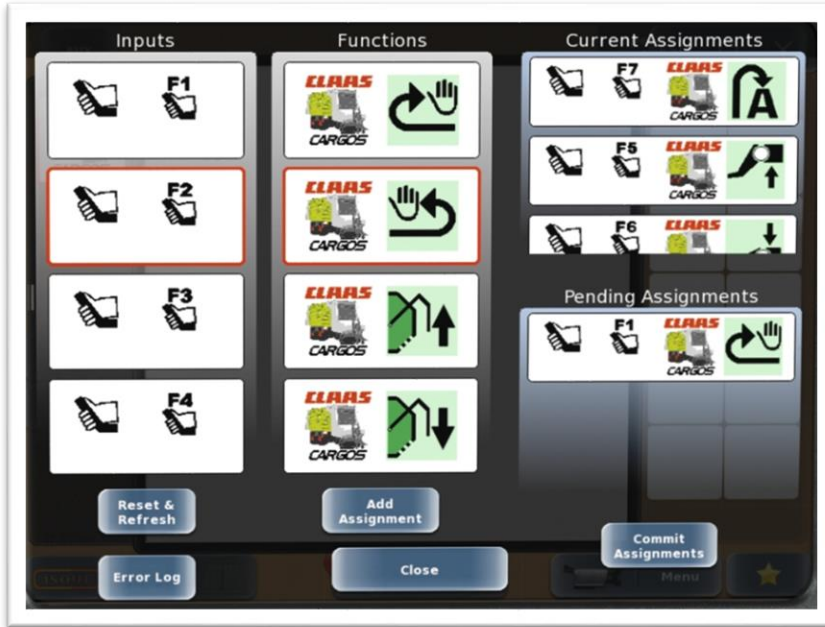 Inputs
Functions
Current Assignments
F1
CLAAS
CARGOS
F7
CLAAS
A
CARGOS
F2
CLAAS
CARGOS
F5
CLAAS
CARGOS
F6
CLAAS
Pending Assignments
F3
CLAAS
CARGOS
F1
CLAAS
CARGOS
F4
CLAAS
CARGOS
Reset &
Refresh
Add
Assignment
Commit
Assignments
Error Log
Close
Menu